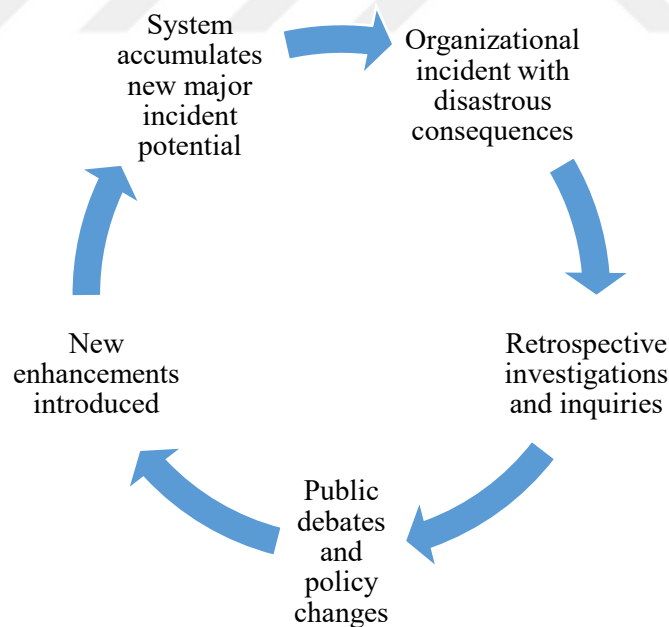 System
accumulates
new major
incident
potential
Organizational
incident with
disastrous
consequences
Retrospective
investigations
and inquiries
Public
debates
and
policy
changes
New
enhancements
introduced